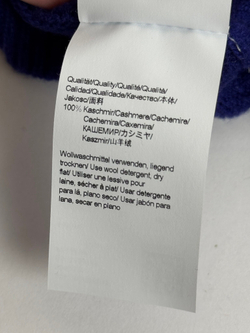 Qualität/Quality/Qualité/Qualità/
Calidad/Qualidade/Качество/本体/
Jakość/面料
100% Kaschmir/Cashmere/Cachemire/
Cachemira/Caxemira/
КАШЕМИР/カシミヤ/
Kaszmir/山羊绒
Wollwaschmittel verwenden, liegend
trocknen/ Use wool detergent, dry
flat/ Utiliser une lessive pour
laine, sécher à plat/ Usar detergente
para lã, plano seco/ Usar jabón para
lana, secar en plano